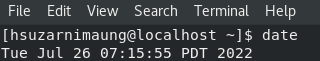 File Edit View Search Terminal Help
[hsuzarnimaung@localhost ~]$ date
Tue Jul 26 07:15:55 PDT 2022